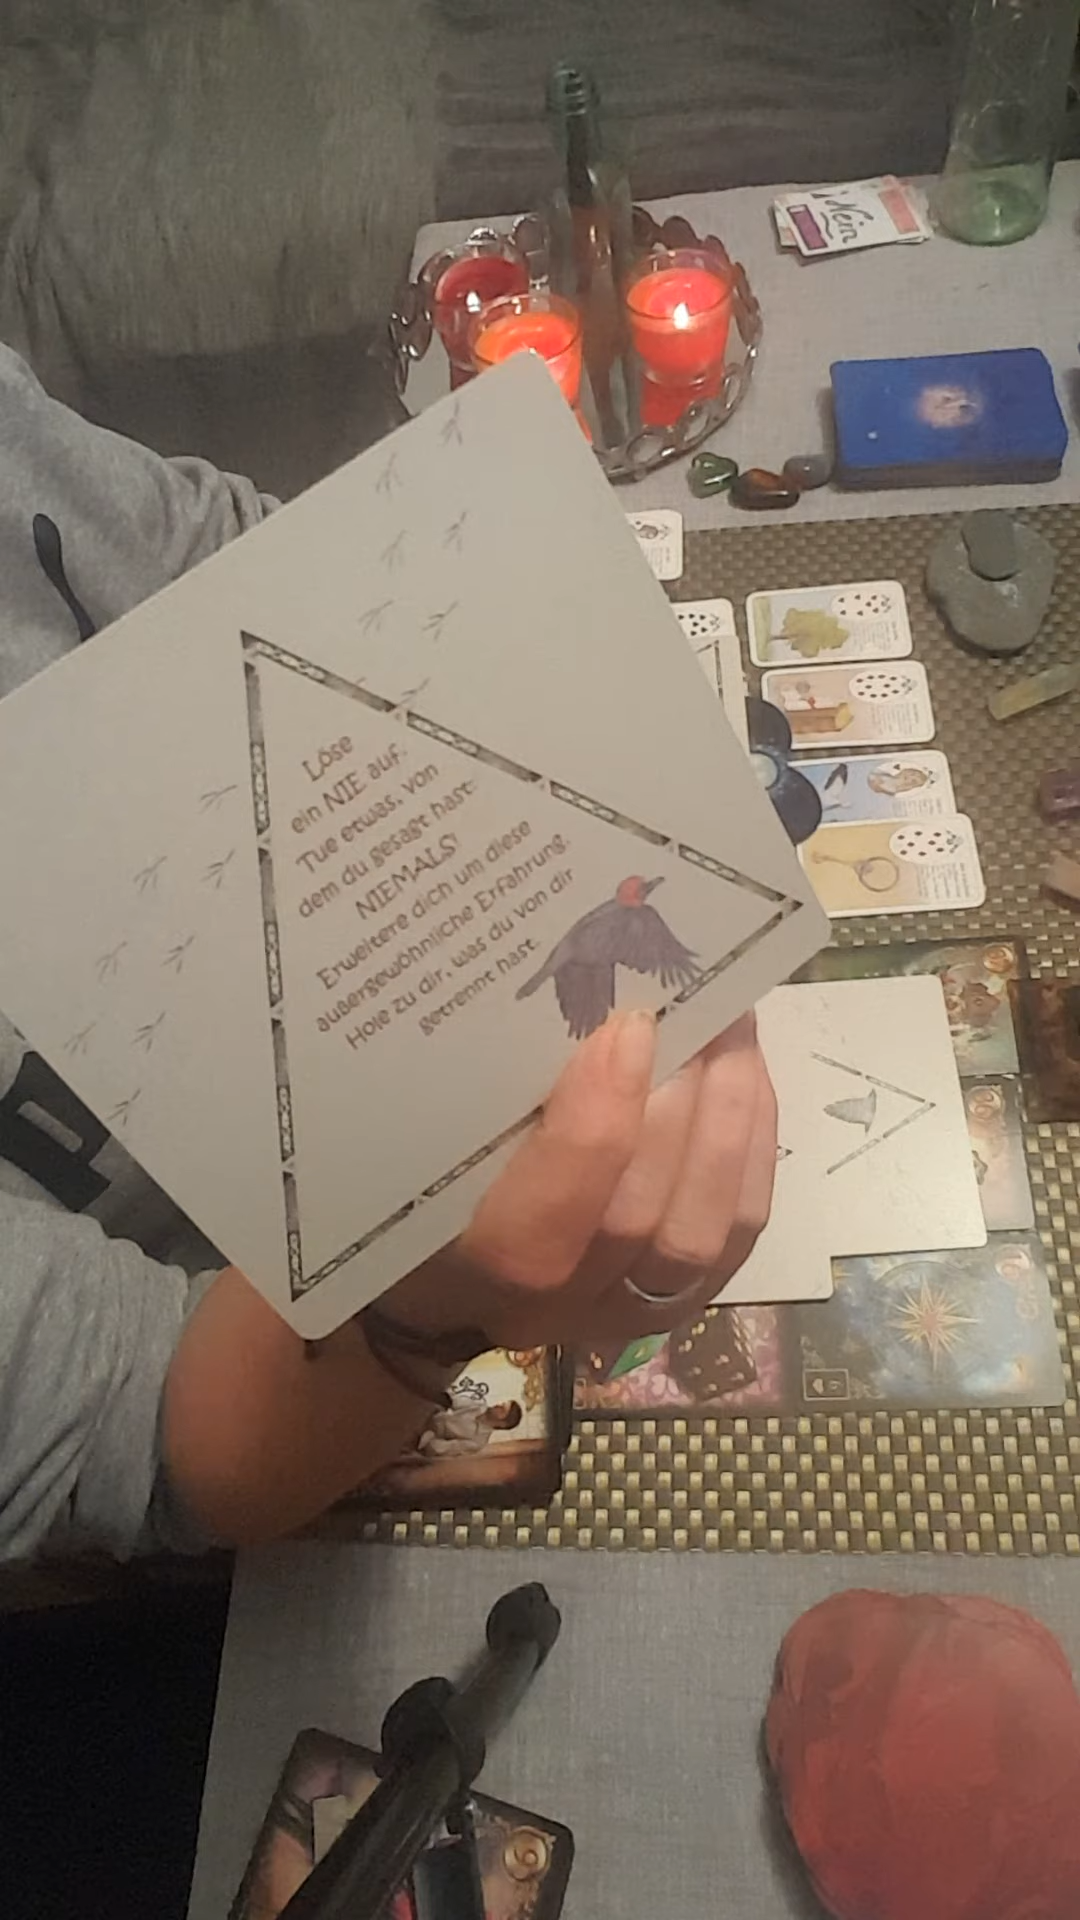 Nein
Löse
ein NIE auf.
Tue etwas, von
dem du gesagt hast:
NIEMALS!
Erweitere dich um diese
außergewöhnliche Erfahrung.
Hole zu dir, was du von dir
getrennt hast.